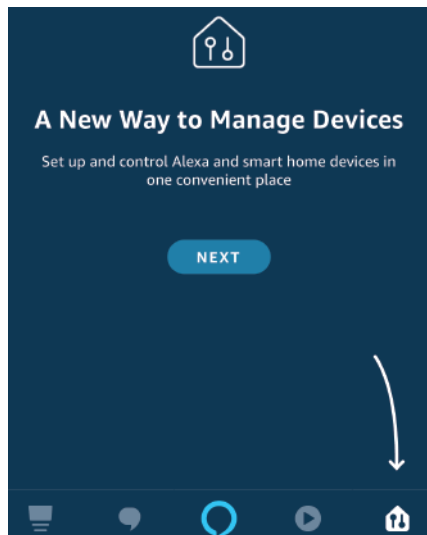 A New Way to Manage Devices
Set up and control Alexa and smart home devices in
one convenient place
NEXT